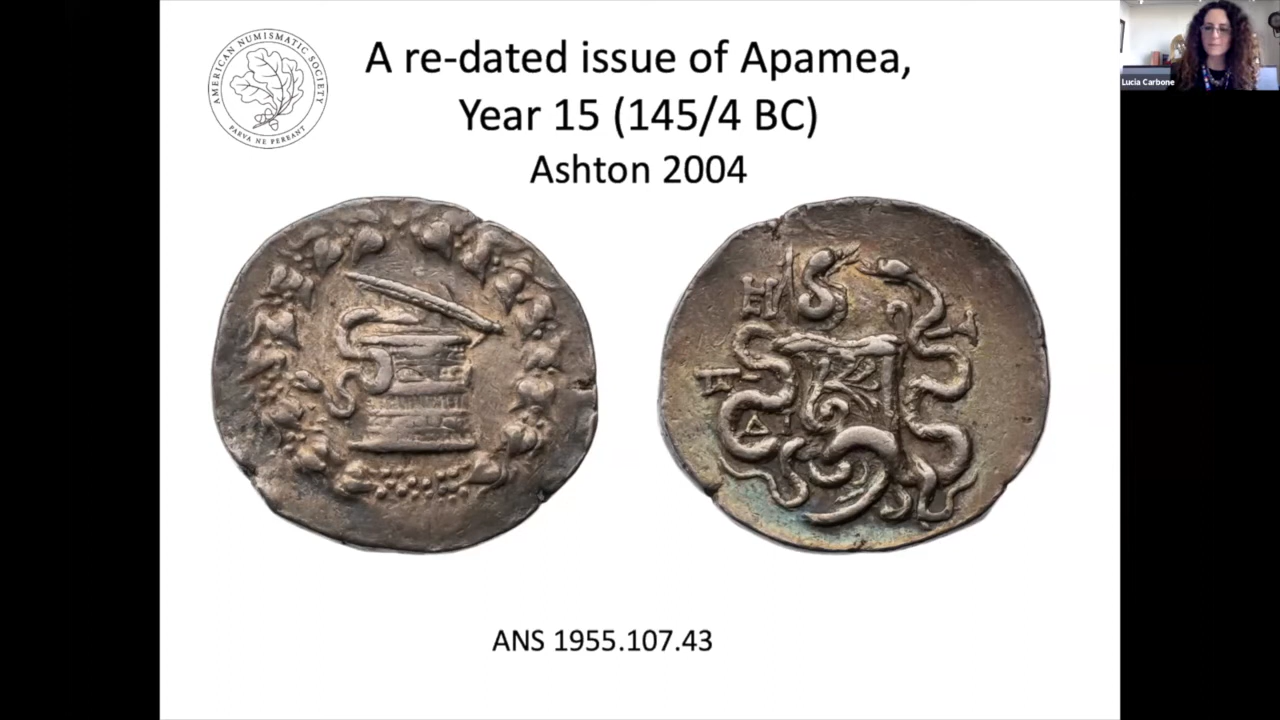 AMERICAN NUMISMATIC SOCIETY
PARVA NE PEREANT
A re-dated issue of Apamea,
Year 15 (145/4 BC)
Ashton 2004
ANS 1955.107.43
Lucia Carbone